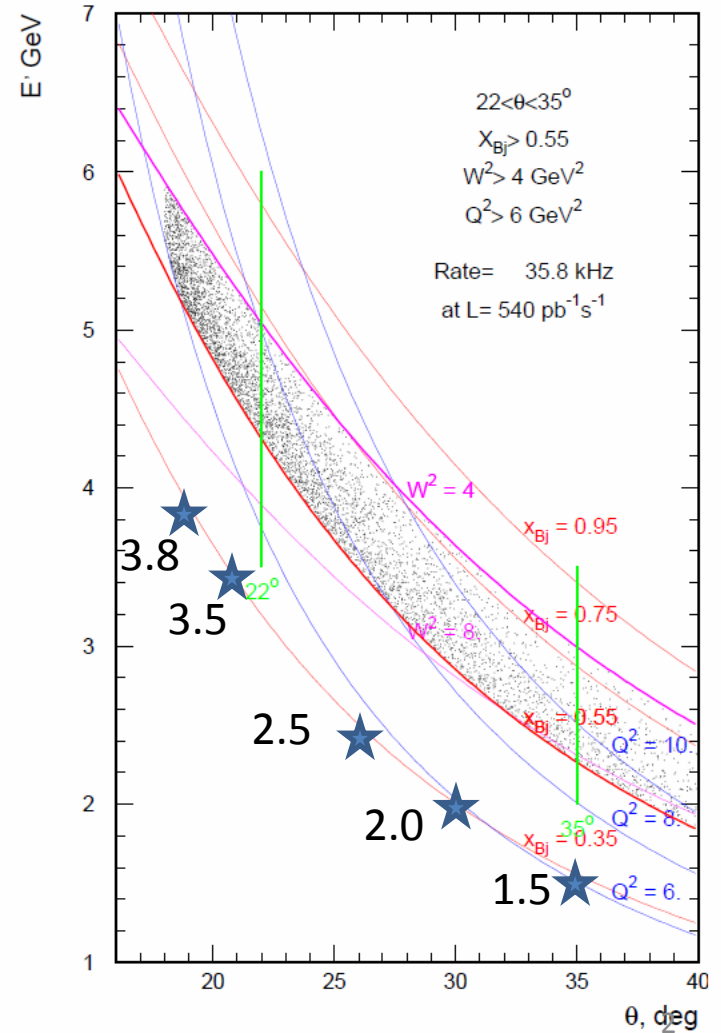 E' GeV
7
6
5
4
3
2
1
20
25
30
35
40
θ, deg
2
22<θ<35°
X_Bj> 0.55
W²> 4 GeV²
Q²> 6 GeV²
Rate= 35.8 kHz
at L= 540 pb⁻¹s⁻¹
W² = 4
x_Bj = 0.95
3.8
22°
3.5
x_Bj = 0.75
W² = 8.
2.5
x_Bj = 0.55
Q² = 10.
2.0
35°
Q² = 8.
x_Bj = 0.35
1.5
Q² = 6.